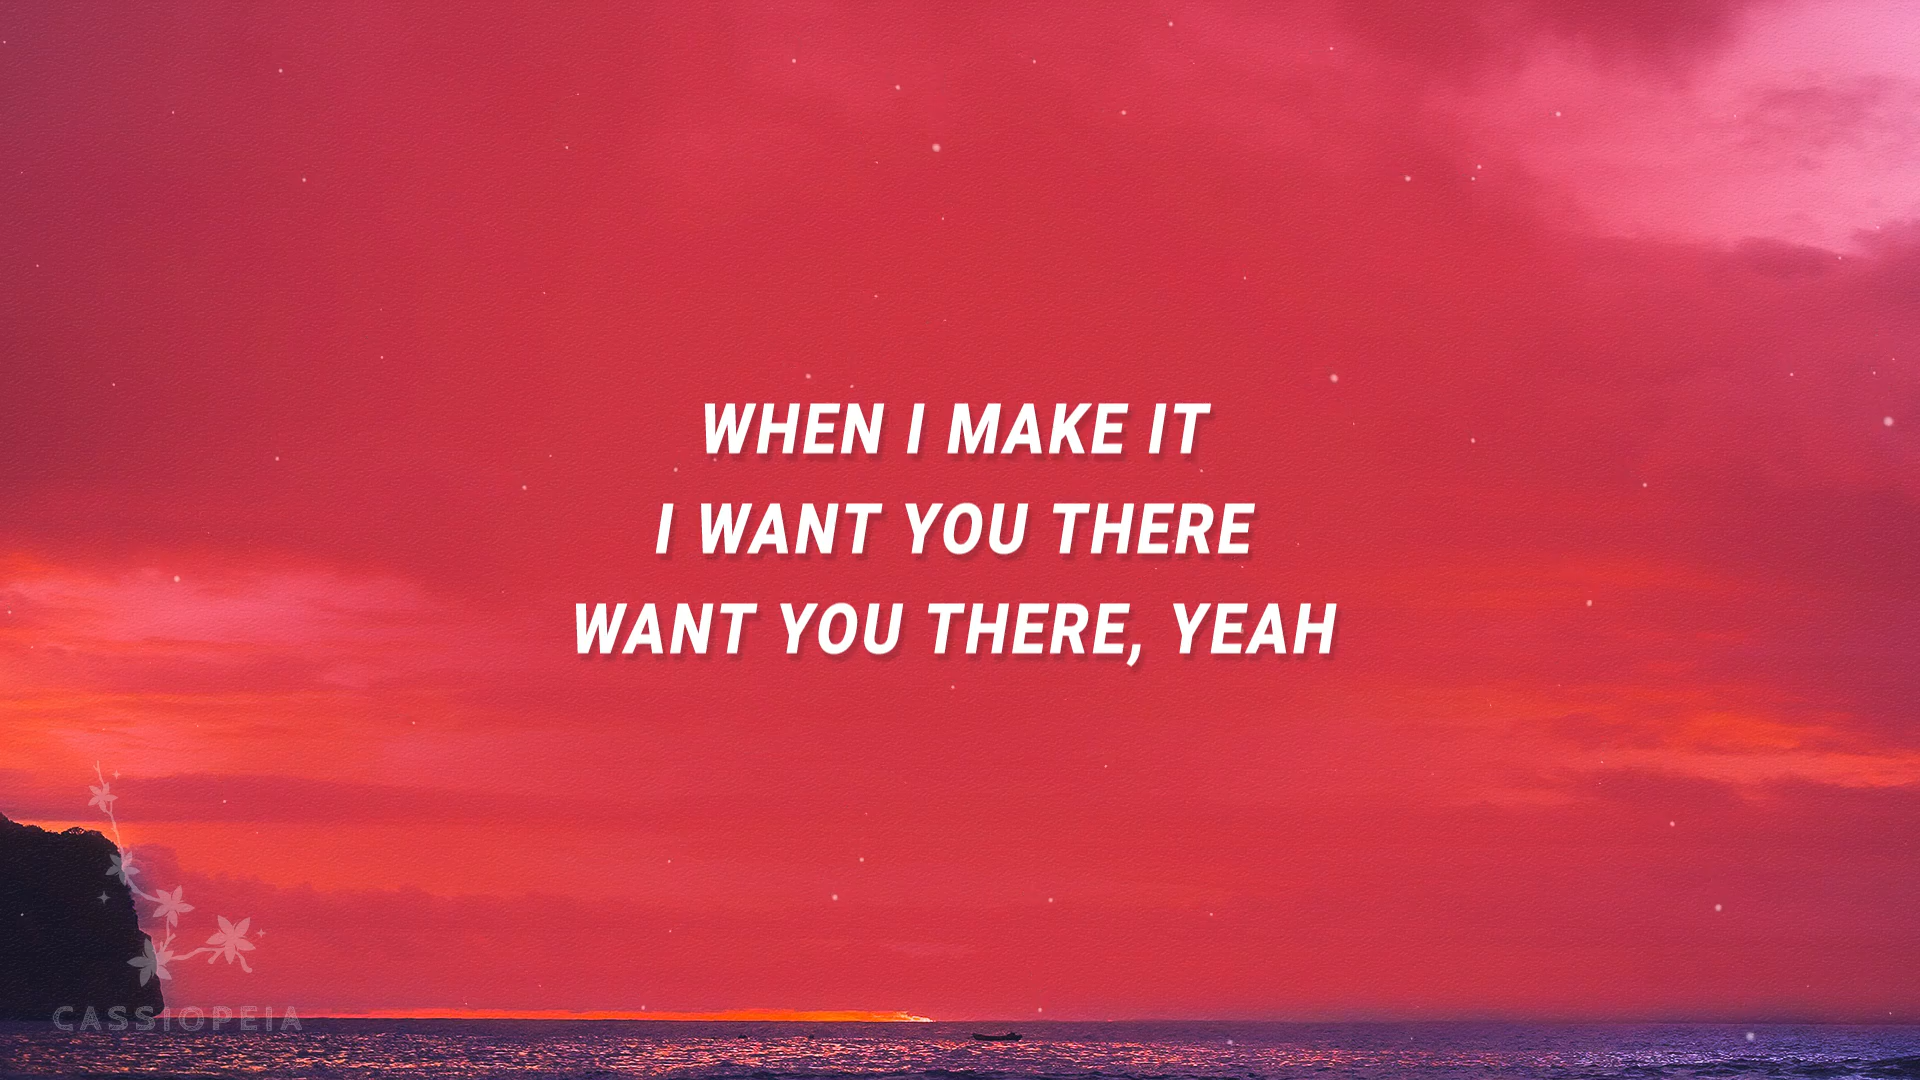 WHEN I MAKE IT
I WANT YOU THERE
WANT YOU THERE, YEAH
CASSIOPEIA